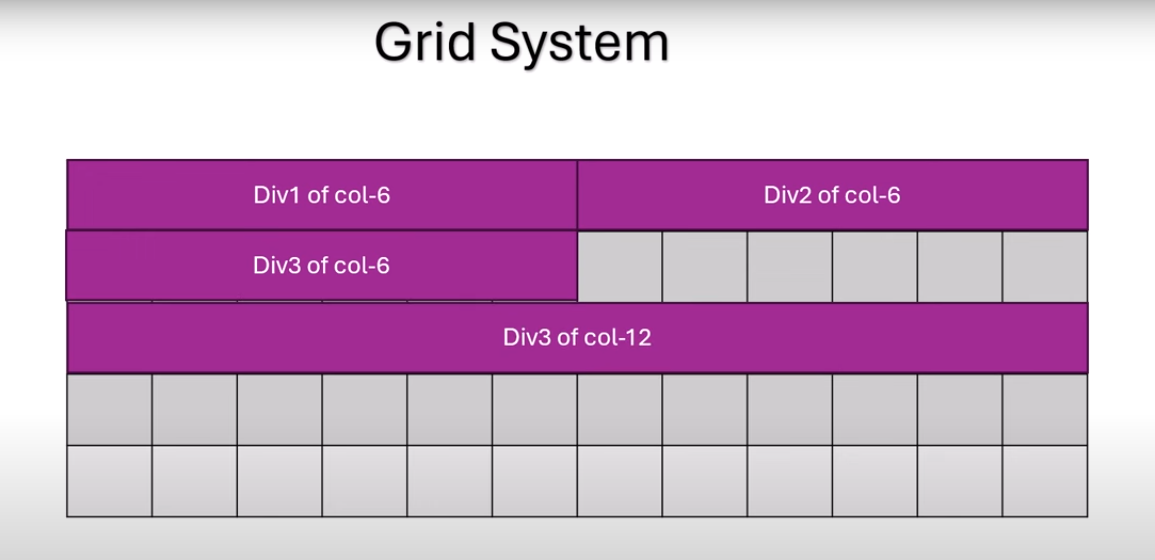 Grid System
Div1 of col-6
Div2 of col-6
Div3 of col-6
Div3 of col-12